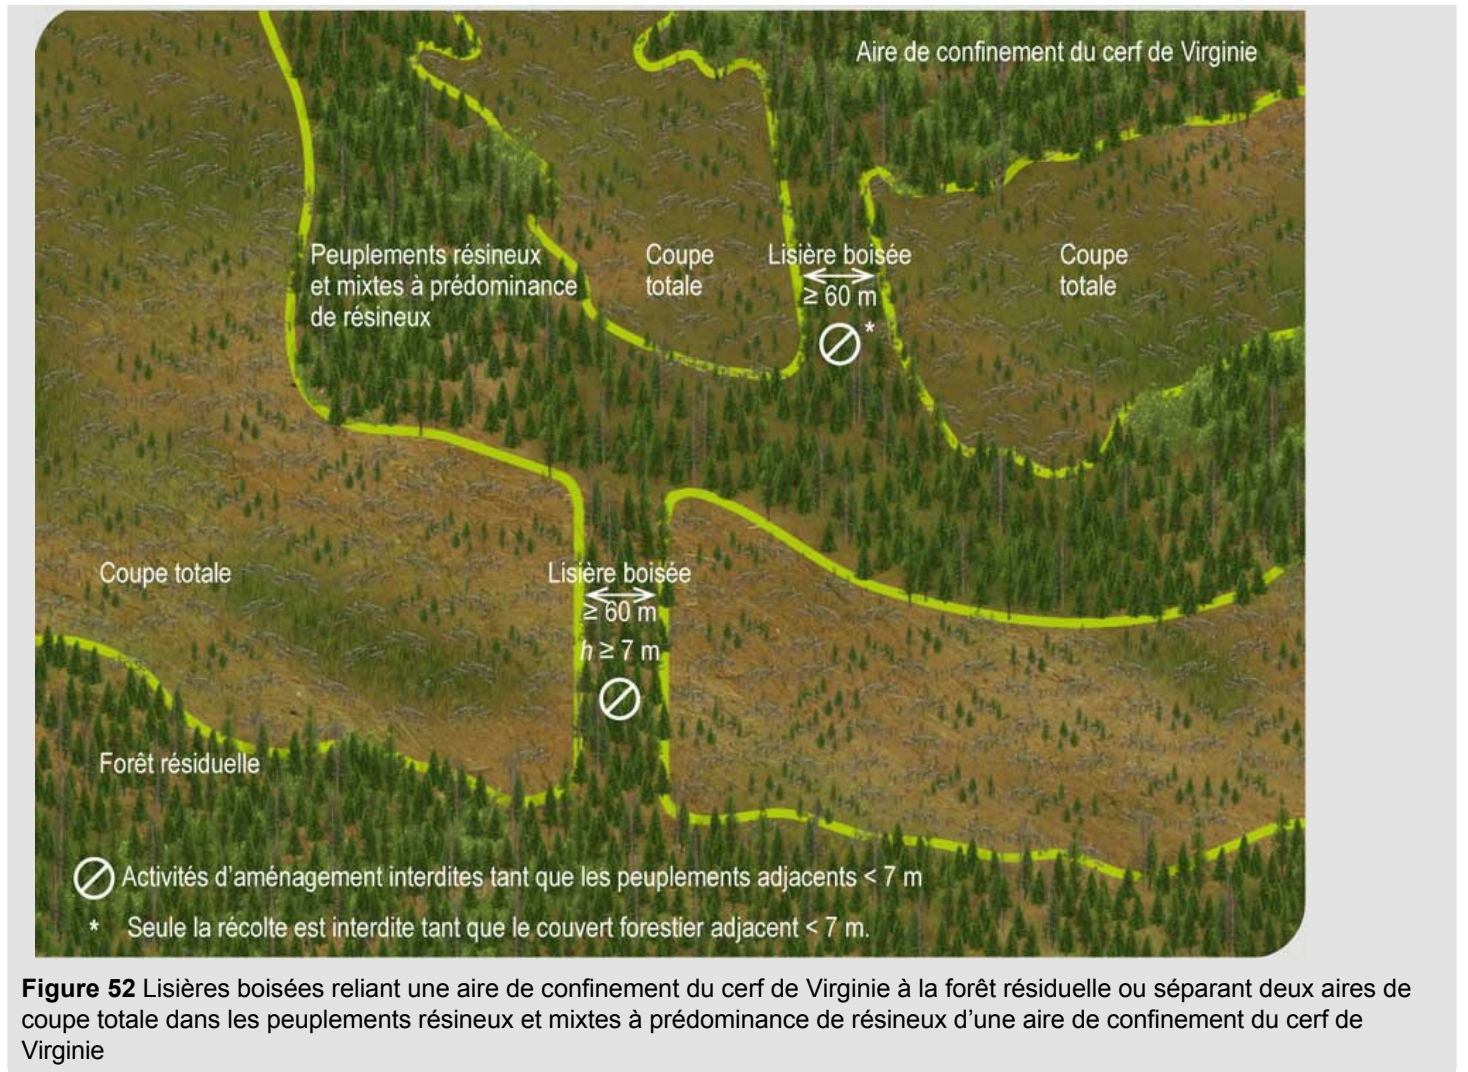 Aire de confinement du cerf de Virginie
Peuplements résineux
et mixtes à prédominance
de résineux
Coupe
totale
Lisière boisée
≥ 60 m
*
Coupe
totale
Coupe totale
Lisière boisée
≥ 60 m
h ≥ 7 m
Forêt résiduelle
Activités d'aménagement interdites tant que les peuplements adjacents < 7 m
* Seule la récolte est interdite tant que le couvert forestier adjacent < 7 m.
Figure 52 Lisières boisées reliant une aire de confinement du cerf de Virginie à la forêt résiduelle ou séparant deux aires de
coupe totale dans les peuplements résineux et mixtes à prédominance de résineux d'une aire de confinement du cerf de
Virginie